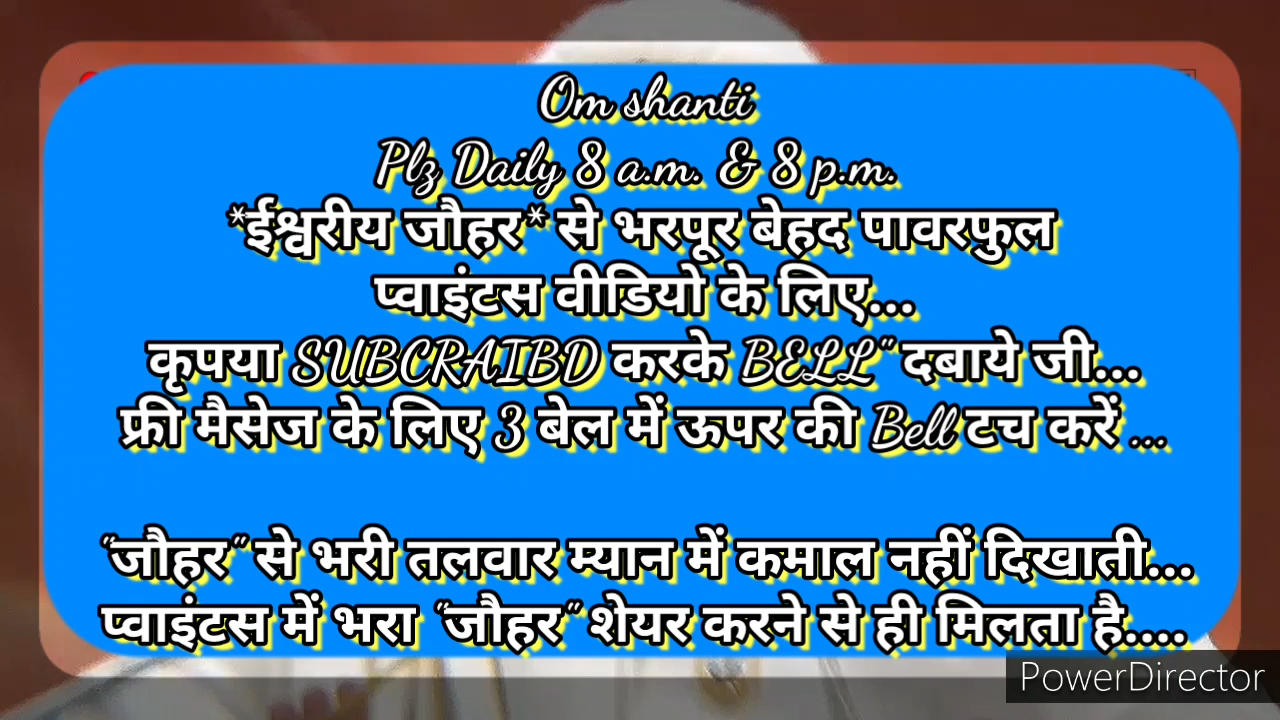 Om shanti
Plz Daily 8 a.m. & 8 p.m.
*ईश्वरीय जौहर* से भरपूर बेहद पावरफुल
प्वाइंटस वीडियो के लिए...
कृपया SUBCRAIBD करके BELL" दबाये जी...
फ्री मैसेज के लिए 3 बेल में ऊपर की Bell टच करें ...
"जौहर" से भरी तलवार म्यान में कमाल नहीं दिखाती...
प्वाइंटस में भरा "जौहर" शेयर करने से ही मिलता है....
PowerDirector